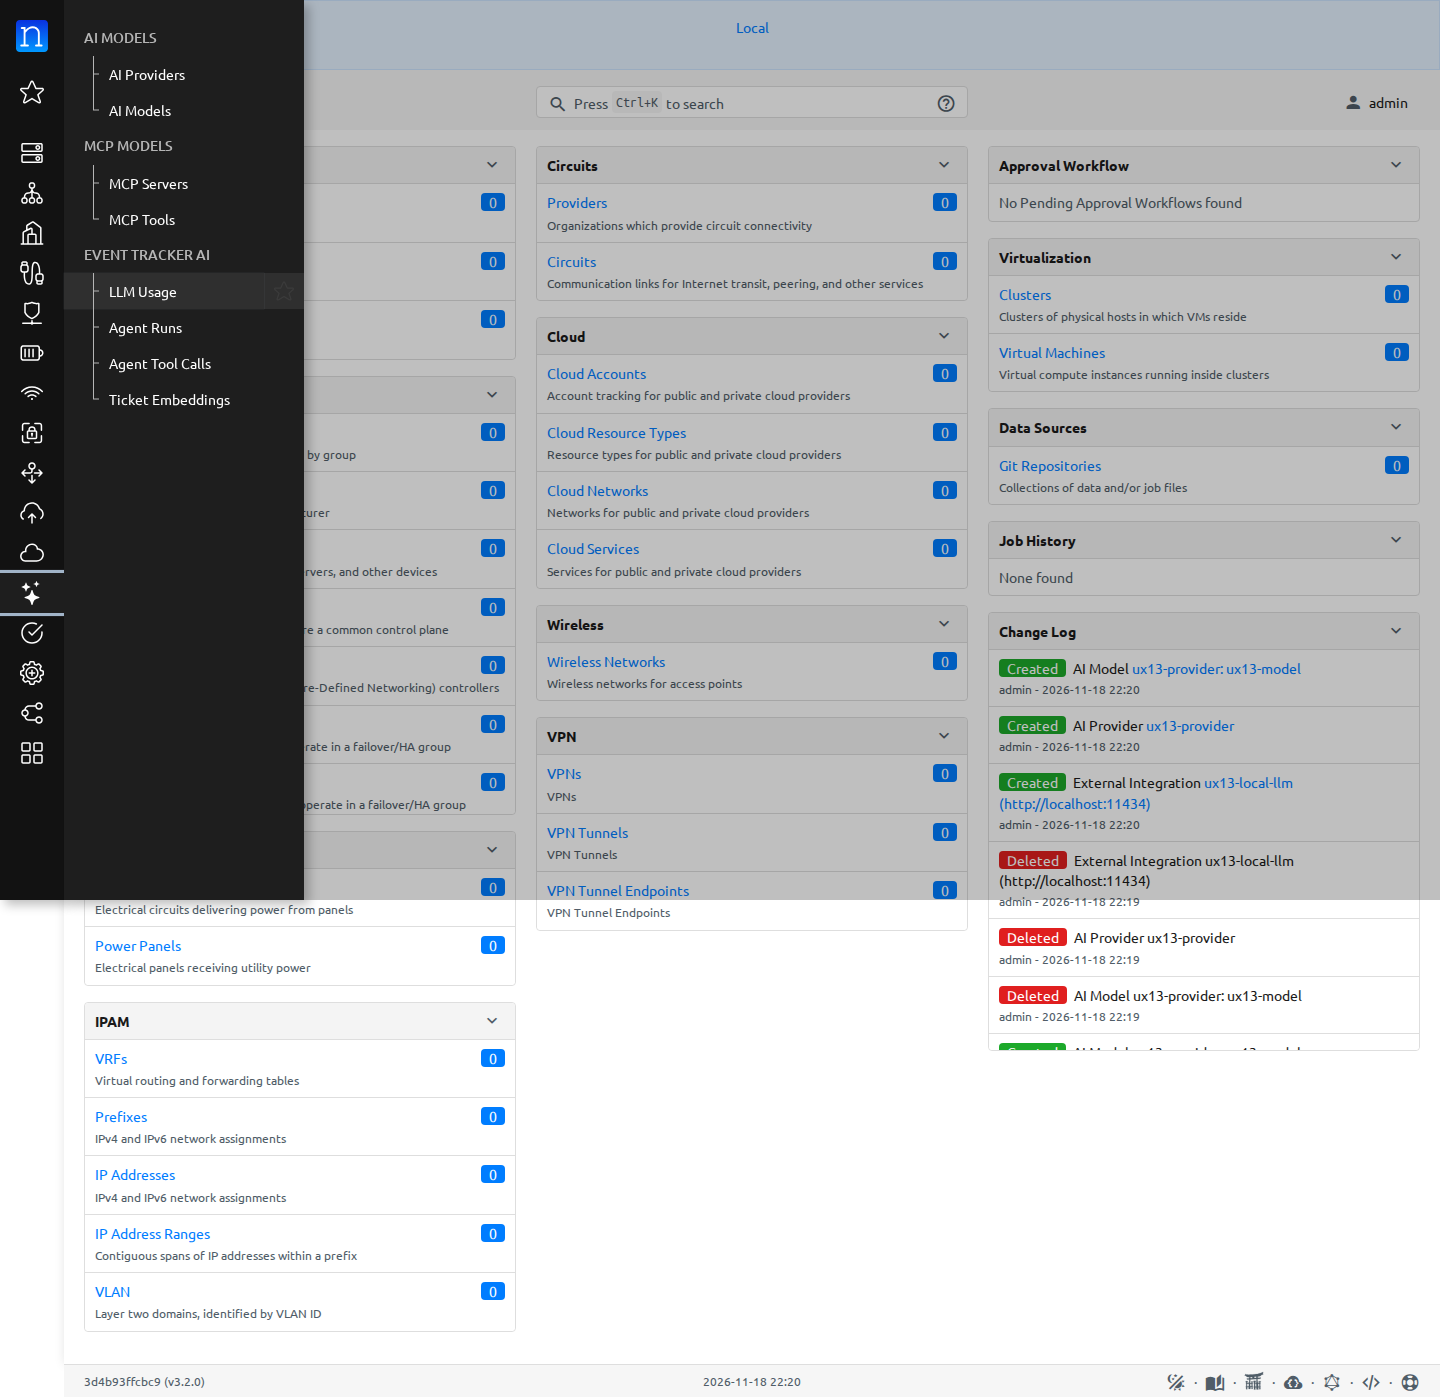 n
AI MODELS
AI Providers
AI Models
MCP MODELS
MCP Servers
MCP Tools
EVENT TRACKER AI
LLM Usage
Agent Runs
Agent Tool Calls
Ticket Embeddings
Local
Press Ctrl+K to search
admin
0
0
0
0
by group
0
0
0
0
re a common control plane
0
re-Defined Networking) controllers
0
0
operate in a failover/HA group
0
Electrical circuits delivering power from panels
Power Panels 0
Electrical panels receiving utility power
IPAM
VRFs 0
Virtual routing and forwarding tables
Prefixes 0
IPv4 and IPv6 network assignments
IP Addresses 0
IPv4 and IPv6 network assignments
IP Address Ranges 0
Contiguous spans of IP addresses within a prefix
VLAN 0
Layer two domains, identified by VLAN ID
Circuits
Providers 0
Organizations which provide circuit connectivity
Circuits 0
Communication links for Internet transit, peering, and other services
Cloud
Cloud Accounts 0
Account tracking for public and private cloud providers
Cloud Resource Types 0
Resource types for public and private cloud providers
Cloud Networks 0
Networks for public and private cloud providers
Cloud Services 0
Services for public and private cloud providers
Wireless
Wireless Networks 0
Wireless networks for access points
VPN
VPNs 0
VPNs
VPN Tunnels 0
VPN Tunnels
VPN Tunnel Endpoints 0
VPN Tunnel Endpoints
Approval Workflow
No Pending Approval Workflows found
Virtualization
Clusters 0
Clusters of physical hosts in which VMs reside
Virtual Machines 0
Virtual compute instances running inside clusters
Data Sources
Git Repositories 0
Collections of data and/or job files
Job History
None found
Change Log
Created AI Model ux13-provider: ux13-model
admin - 2026-11-18 22:20
Created AI Provider ux13-provider
admin - 2026-11-18 22:20
Created External Integration ux13-local-llm
(http://localhost:11434)
admin - 2026-11-18 22:20
Deleted External Integration ux13-local-llm
(http://localhost:11434)
admin - 2026-11-18 22:19
Deleted AI Provider ux13-provider
admin - 2026-11-18 22:19
Deleted AI Model ux13-provider: ux13-model
admin - 2026-11-18 22:19
3d4b93ffcbc9 (v3.2.0)
2026-11-18 22:20